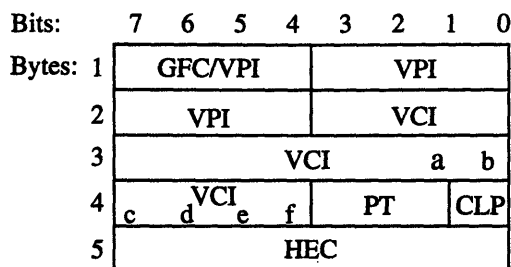 Bits: 7 6 5 4 3 2 1 0
Bytes: 1 GFC/VPI VPI
2 VPI VCI
3 VCI a b
4 VCI c d e f PT CLP
5 HEC